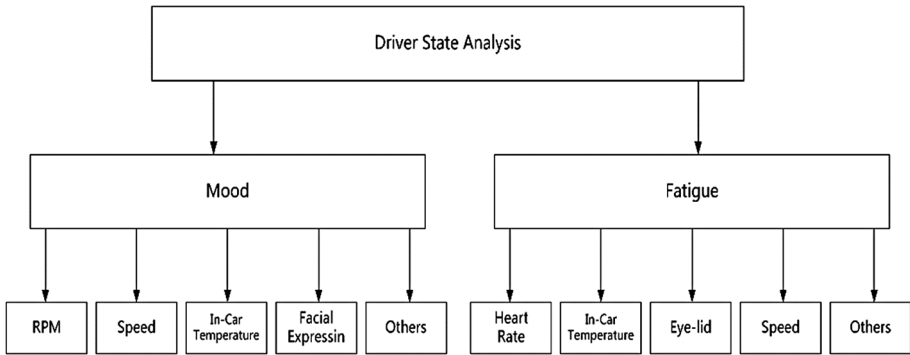 Driver State Analysis
Mood
Fatigue
RPM
Speed
In-Car
Temperature
Facial
Expressin
Others
Heart
Rate
In-Car
Temperature
Eye-lid
Speed
Others